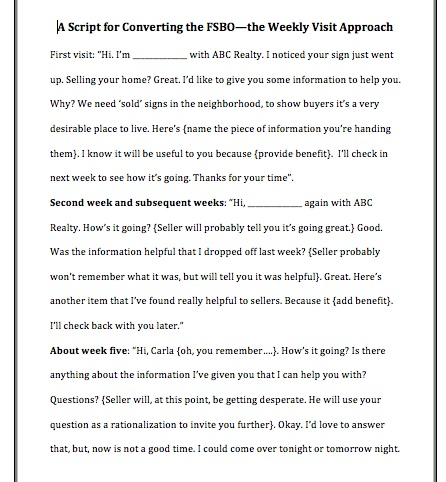 A Script for Converting the FSBO—the Weekly Visit Approach
First visit: "Hi. I'm ___________ with ABC Realty. I noticed your sign just went
up. Selling your home? Great. I'd like to give you some information to help you.
Why? We need 'sold' signs in the neighborhood, to show buyers it's a very
desirable place to live. Here's {name the piece of information you're handing
them}. I know it will be useful to you because {provide benefit}.  I'll check in
next week to see how it's going. Thanks for your time".
Second week and subsequent weeks: "Hi, ___________ again with ABC
Realty. How's it going? {Seller will probably tell you it's going great.} Good.
Was the information helpful that I dropped off last week? {Seller probably
won't remember what it was, but will tell you it was helpful}. Great. Here's
another item that I've found really helpful to sellers. Because it {add benefit}.
I'll check back with you later."
About week five: "Hi, Carla {oh, you remember….}. How's it going? Is there
anything about the information I've given you that I can help you with?
Questions? {Seller will, at this point, be getting desperate. He will use your
question as a rationalization to invite you further}. Okay. I'd love to answer
that, but, now is not a good time. I could come over tonight or tomorrow night.